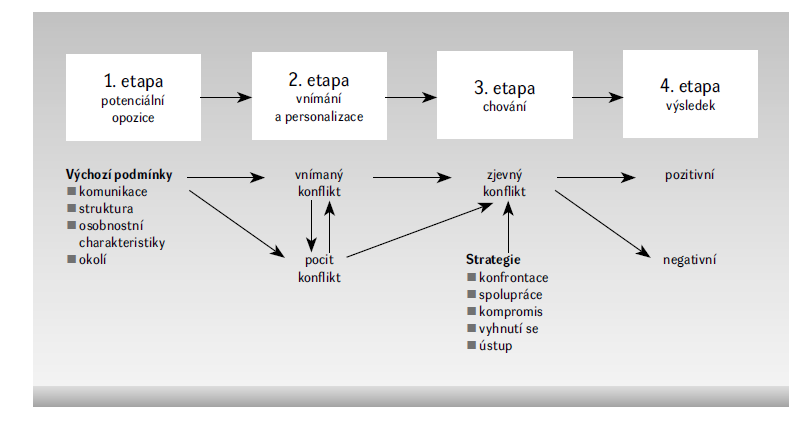 1. etapa
potenciální
opozice
2. etapa
vnímání
a personalizace
3. etapa
chování
4. etapa
výsledek
Výchozí podmínky
komunikace
struktura
osobnostní
charakteristiky
okolí
vnímaný
konflikt
pocit
konflikt
zjevný
konflikt
Strategie
konfrontace
spolupráce
kompromis
vyhnutí se
ústup
pozitivní
negativní